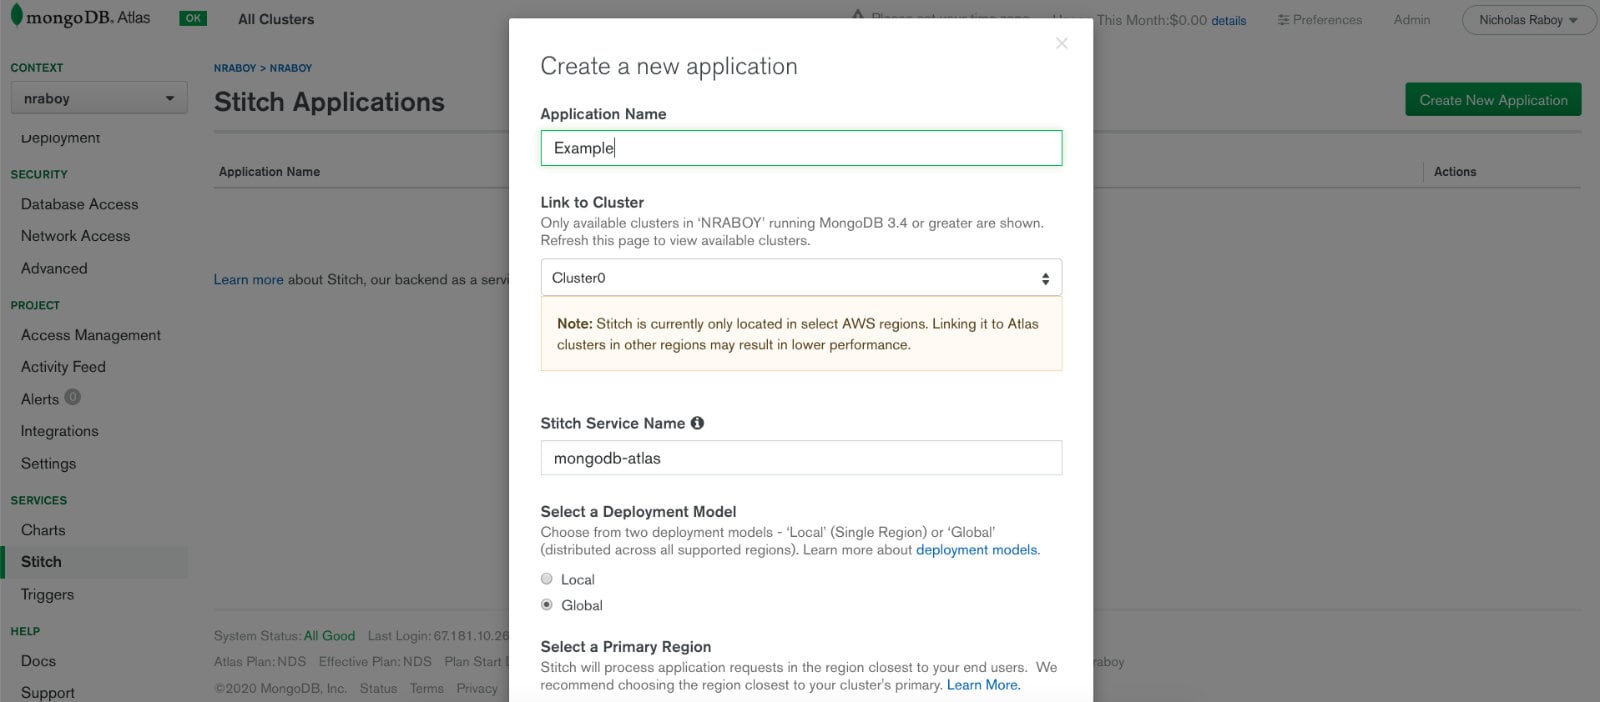 mongoDB. Atlas
OK
All Clusters
This Month:$0.00 details
Preferences
Admin
Nicholas Raboy
CONTEXT
nraboy
Deployment
SECURITY
Database Access
Network Access
Advanced
PROJECT
Access Management
Activity Feed
Alerts 0
Integrations
Settings
SERVICES
Charts
Stitch
Triggers
HELP
Docs
Support
NRABOY > NRABOY
Stitch Applications
Create New Application
Application Name
Actions
Learn more about Stitch, our backend as a servi
System Status: All Good Last Login: 67.181.10.26
Atlas Plan: NDS Effective Plan: NDS Plan Start
raboy
©2020 MongoDB, Inc. Status Terms Privacy
Create a new application
Application Name
Example
Link to Cluster
Only available clusters in ‘NRABOY’ running MongoDB 3.4 or greater are shown.
Refresh this page to view available clusters.
Cluster0
Note: Stitch is currently only located in select AWS regions. Linking it to Atlas
clusters in other regions may result in lower performance.
Stitch Service Name
mongodb-atlas
Select a Deployment Model
Choose from two deployment models - ‘Local’ (Single Region) or ‘Global’
(distributed across all supported regions). Learn more about deployment models.
Local
Global
Select a Primary Region
Stitch will process application requests in the region closest to your end users. We
recommend choosing the region closest to your cluster's primary. Learn More.